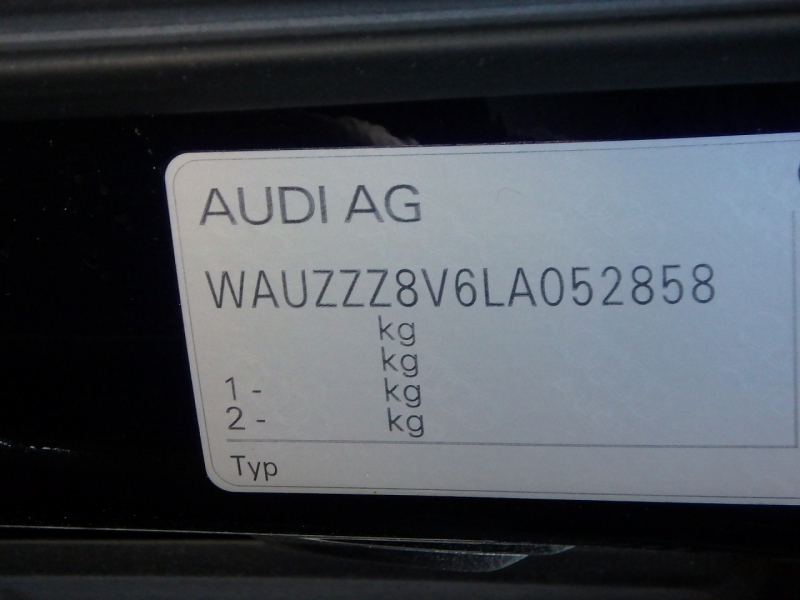 AUDI AG
WAUZZZ8V6LA052858
kg
kg
1 - kg
2 - kg
Typ